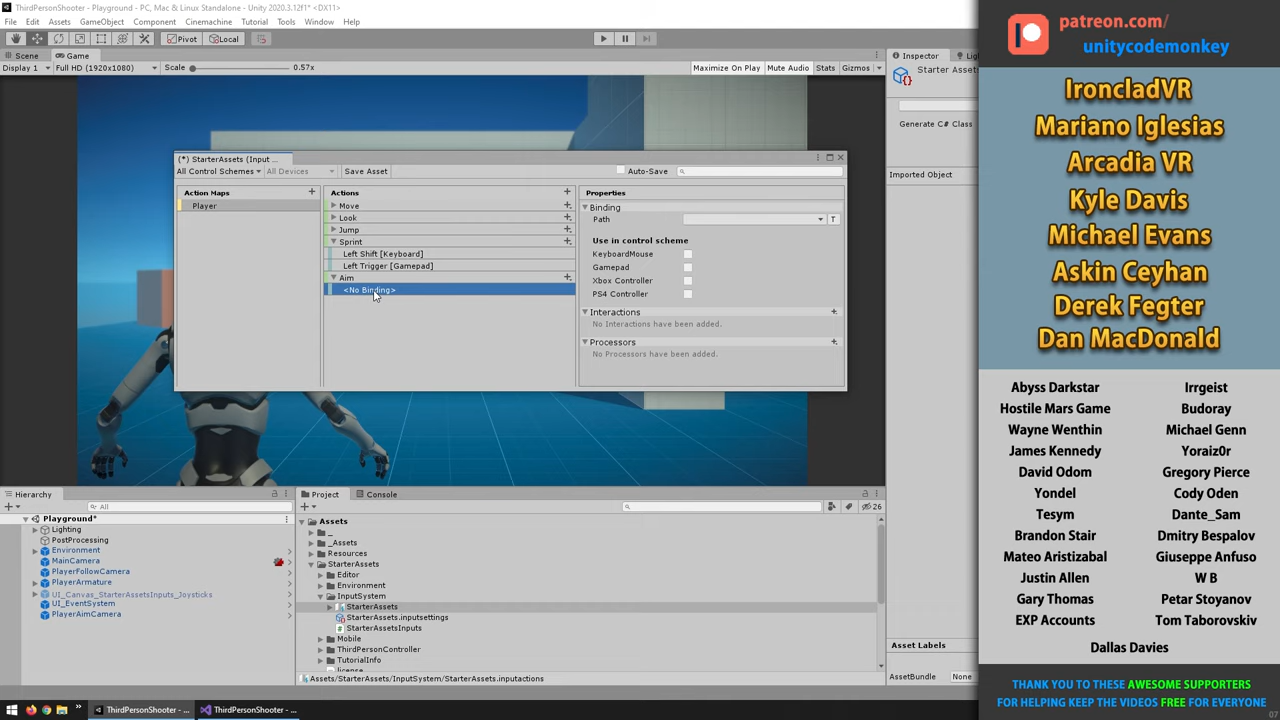 ThirdPersonShooter - Playground - PC, Mac & Linux Standalone - Unity 2020.3.12f1* <DX11>
File Edit Assets GameObject Component Cinemachine Tutorial Tools Window Help
Pivot Local
Scene Game
Display 1 Full HD (1920x1080) Scale 0.57x Maximize On Play Mute Audio Stats Gizmos
(*) StarterAssets (Input ...
All Control Schemes All Devices Save Asset Auto-Save
Action Maps
Player
Actions
Move
Look
Jump
Sprint
Left Shift [Keyboard]
Left Trigger [Gamepad]
Aim
<No Binding>
Properties
Binding
Path T
Use in control scheme
KeyboardMouse
Gamepad
Xbox Controller
PS4 Controller
Interactions
No Interactions have been added.
Processors
No Processors have been added.
Inspector Lig
Starter Assets
Generate C# Class
Imported Object
Asset Labels
AssetBundle None
Hierarchy
All
Playground*
Lighting
PostProcessing
Environment
MainCamera
PlayerFollowCamera
PlayerArmature
UI_Canvas_StarterAssetsInputs_Joysticks
UI_EventSystem
PlayerAimCamera
Project Console
26
Assets
_
_Assets
Resources
StarterAssets
Editor
Environment
InputSystem
StarterAssets
StarterAssets.inputsettings
StarterAssetsInputs
Mobile
ThirdPersonController
TutorialInfo
license
Assets/StarterAssets/InputSystem/StarterAssets.inputactions
ThirdPersonShooter - ... ThirdPersonShooter - ...
patreon.com/
unitycodemonkey
IroncladVR
Mariano Iglesias
Arcadia VR
Kyle Davis
Michael Evans
Askin Ceyhan
Derek Fegter
Dan MacDonald
Abyss Darkstar Irrgeist
Hostile Mars Game Budoray
Wayne Wenthin Michael Genn
James Kennedy Yoraiz0r
David Odom Gregory Pierce
Yondel Cody Oden
Tesym Dante_Sam
Brandon Stair Dmitry Bespalov
Mateo Aristizabal Giuseppe Anfuso
Justin Allen W B
Gary Thomas Petar Stoyanov
EXP Accounts Tom Taborovskiy
Dallas Davies
THANK YOU TO THESE AWESOME SUPPORTERS
FOR HELPING KEEP THE VIDEOS FREE FOR EVERYONE
07